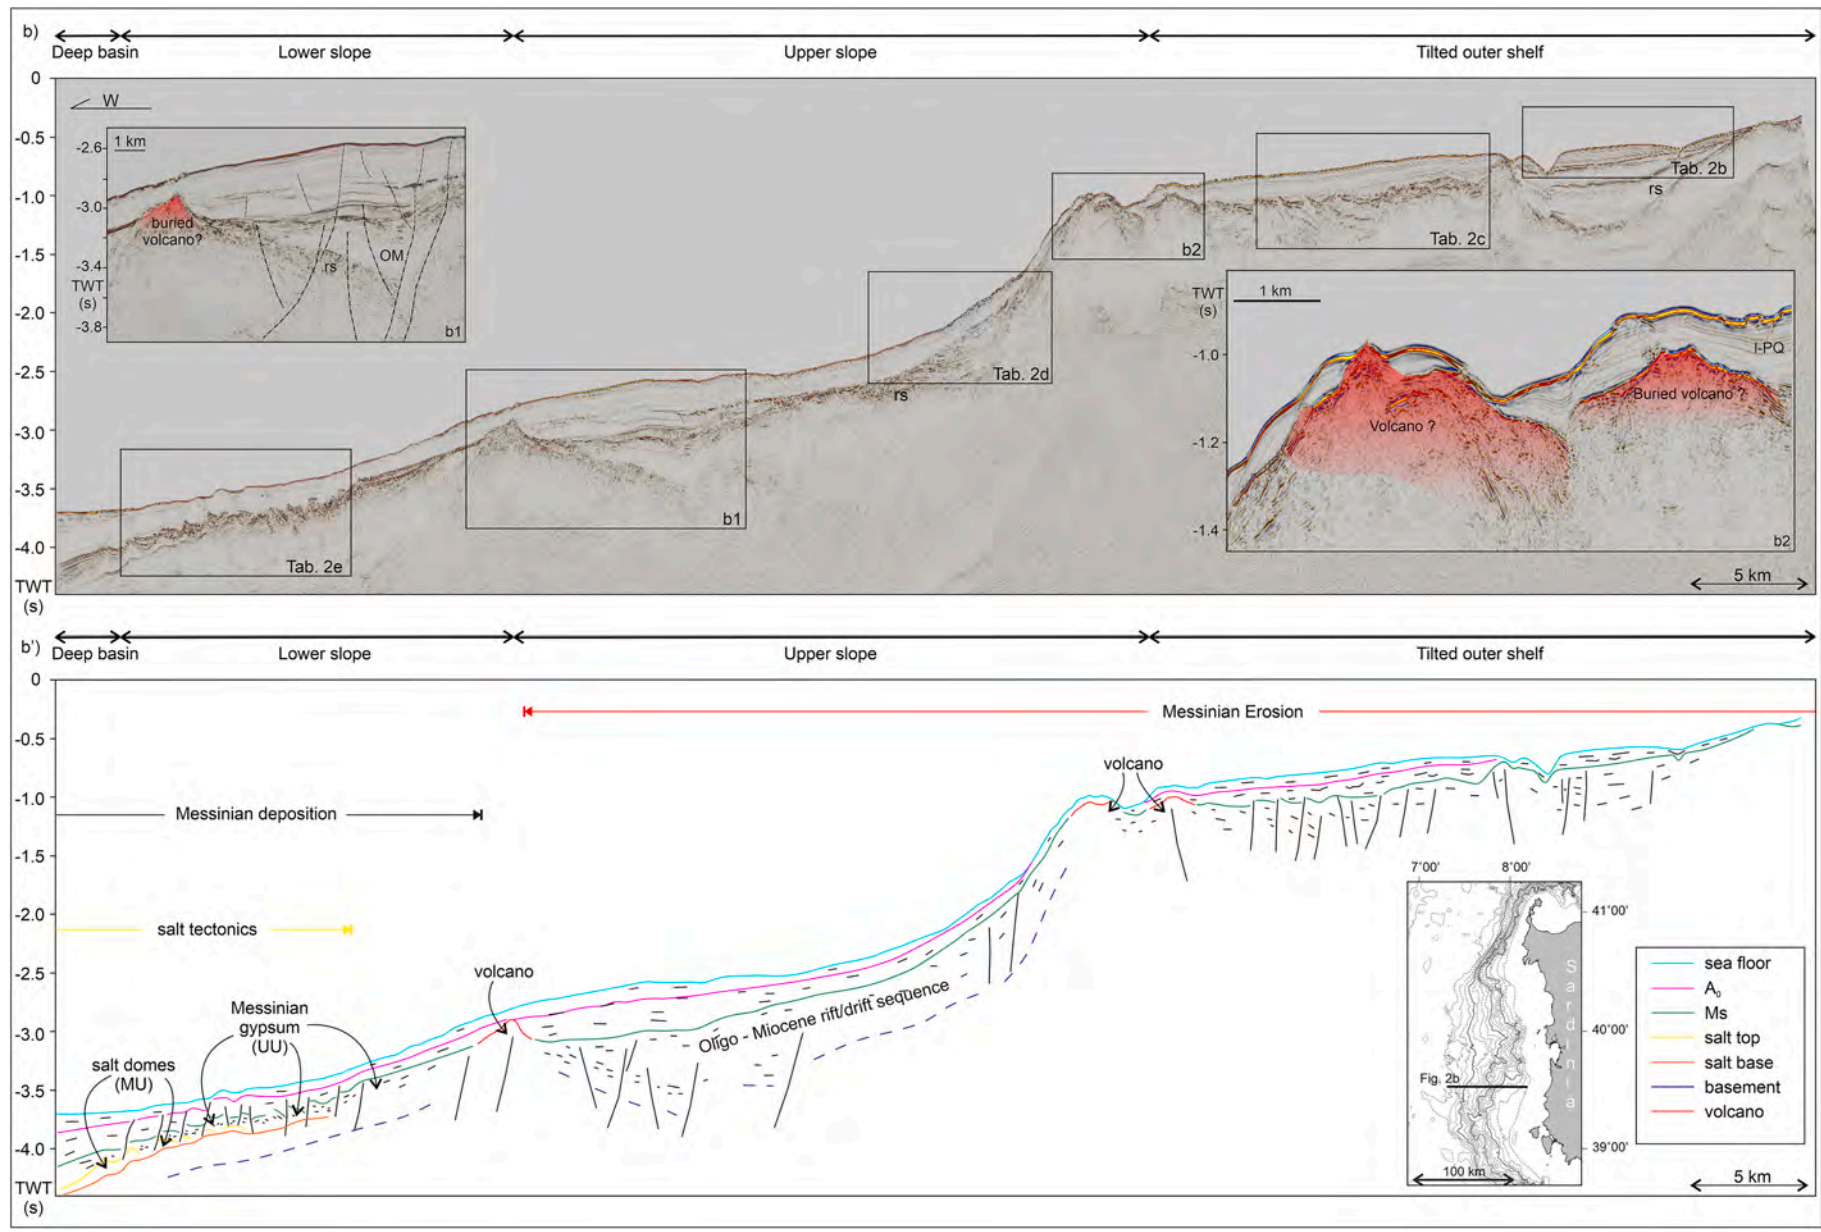 b)
Deep basin
Lower slope
Upper slope
Tilted outer shelf
0
-0.5
-1.0
-1.5
-2.0
-2.5
-3.0
-3.5
-4.0
TWT
(s)
W
1 km
-2.6
-3.0
-3.4
TWT
(s)
-3.8
buried
volcano?
rs
OM
b1
Tab. 2b
rs
Tab. 2c
b2
Tab. 2d
rs
b1
Tab. 2e
TWT
(s)
1 km
-1.0
-1.2
-1.4
I-PQ
Volcano ?
Buried volcano ?
b2
5 km
b')
Deep basin
Lower slope
Upper slope
Tilted outer shelf
0
-0.5
-1.0
-1.5
-2.0
-2.5
-3.0
-3.5
-4.0
TWT
(s)
Messinian Erosion
volcano
Messinian deposition
salt tectonics
volcano
Messinian
gypsum
(UU)
salt domes
(MU)
Oligo - Miocene rift/drift sequence
7°00'
8°00'
41°00'
40°00'
39°00'
Sardinia
Fig. 2b
100 km
sea floor
A₀
Ms
salt top
salt base
basement
volcano
5 km